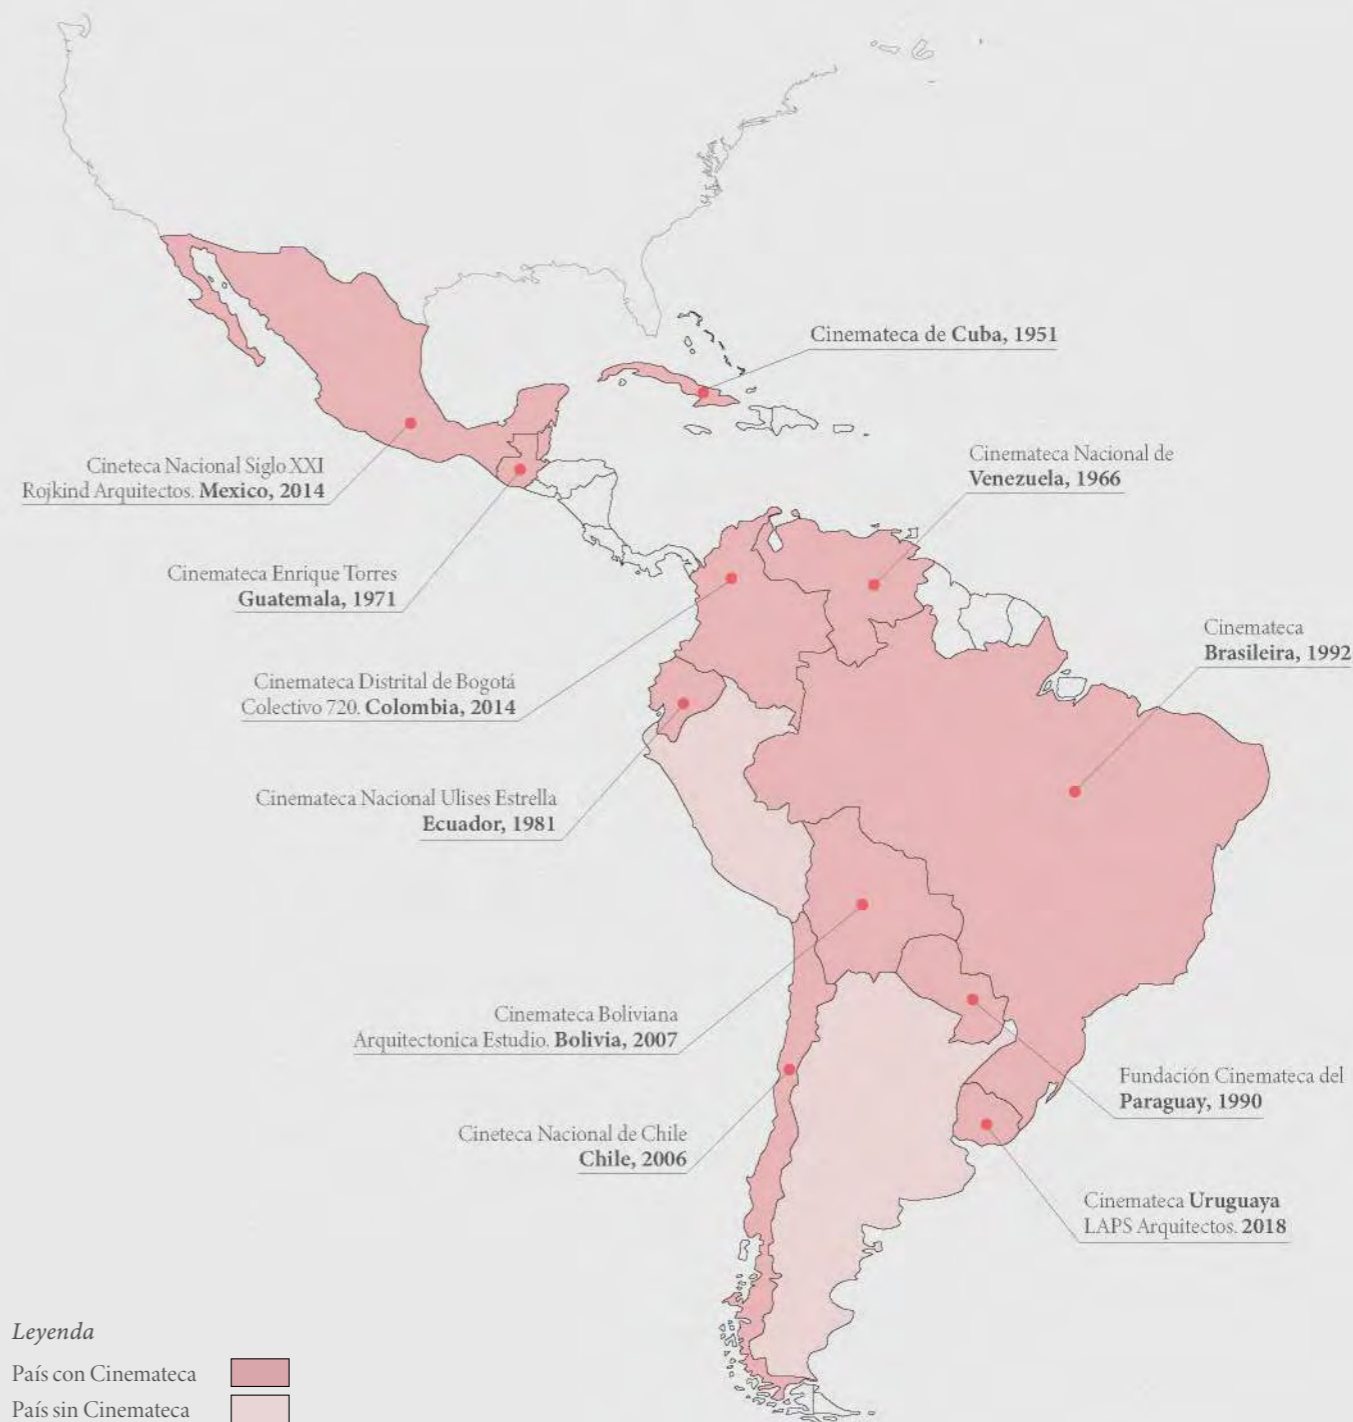 Cinemateca de Cuba, 1951
Cinemateca Nacional de
Venezuela, 1966
Cineteca Nacional Siglo XXI
Rojkind Arquitectos. Mexico, 2014
Cinemateca Enrique Torres
Guatemala, 1971
Cinemateca
Brasileira, 1992
Cinemateca Distrital de Bogotá
Colectivo 720. Colombia, 2014
Cinemateca Nacional Ulises Estrella
Ecuador, 1981
Cinemateca Boliviana
Arquitectonica Estudio. Bolivia, 2007
Fundación Cinemateca del
Paraguay, 1990
Cineteca Nacional de Chile
Chile, 2006
Cinemateca Uruguaya
LAPS Arquitectos. 2018
Leyenda
País con Cinemateca
País sin Cinemateca